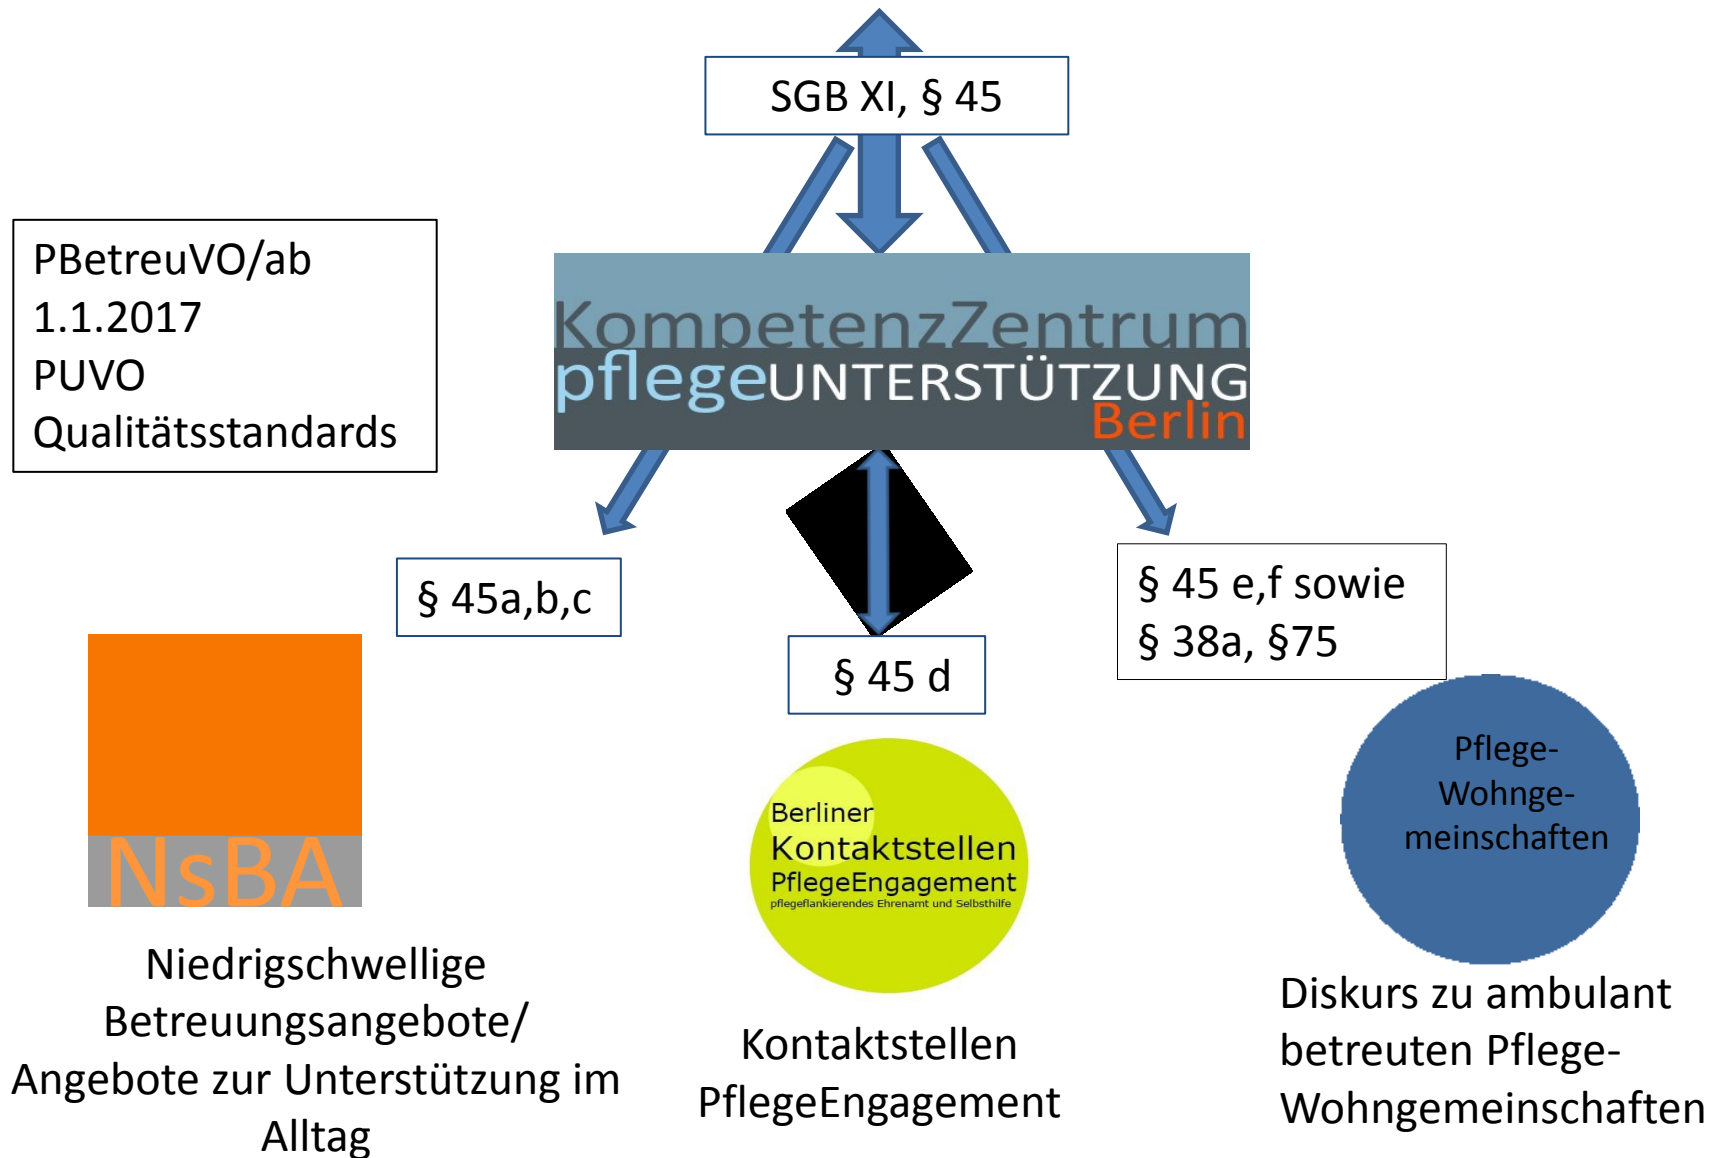 SGB XI, § 45
PBetreuVO/ab
1.1.2017
PUVO
Qualitätsstandards
KompetenzZentrum
pflegeUNTERSTÜTZUNG
Berlin
§ 45a,b,c
§ 45 d
§ 45 e,f sowie
§ 38a, §75
NsBA
Niedrigschwellige
Betreuungsangebote/
Angebote zur Unterstützung im
Alltag
Berliner
Kontaktstellen
PflegeEngagement
pflegeflankierendes Ehrenamt und Selbsthilfe
Kontaktstellen
PflegeEngagement
Pflege-
Wohnge-
meinschaften
Diskurs zu ambulant
betreuten Pflege-
Wohngemeinschaften